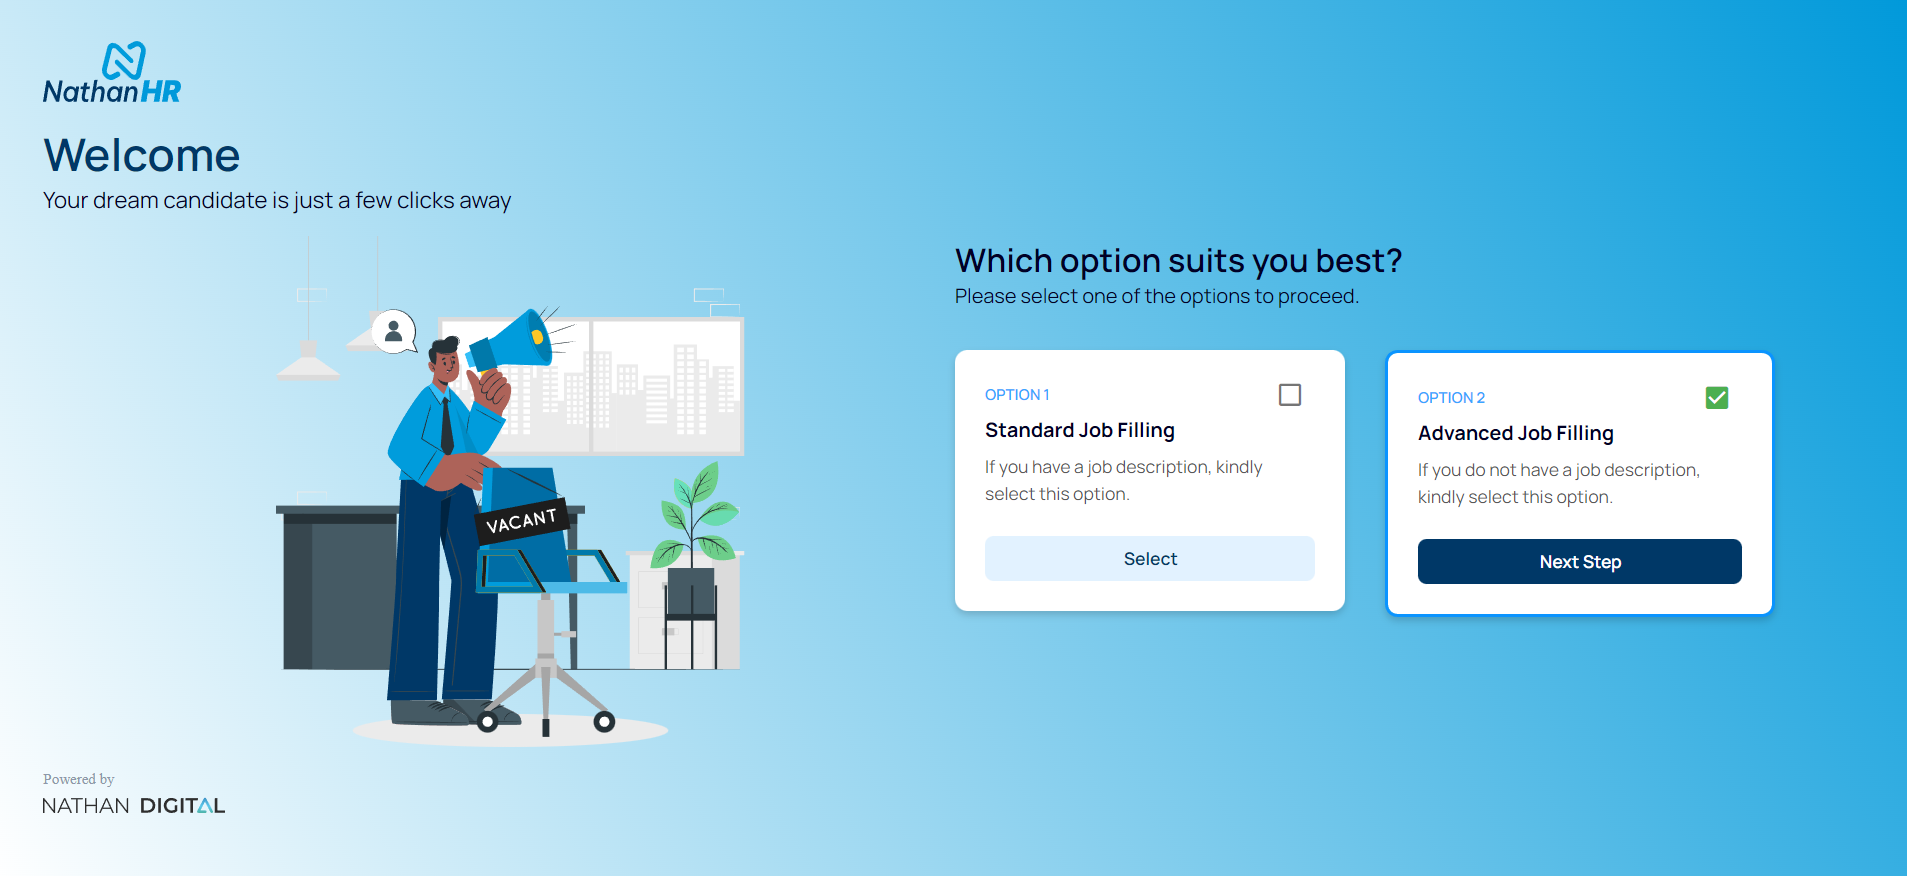 NathanHR
Welcome
Your dream candidate is just a few clicks away
VACANT
Powered by
NATHAN DIGITAL
Which option suits you best?
Please select one of the options to proceed.
OPTION 1
Standard Job Filling
If you have a job description, kindly
select this option.
Select
OPTION 2
Advanced Job Filling
If you do not have a job description,
kindly select this option.
Next Step